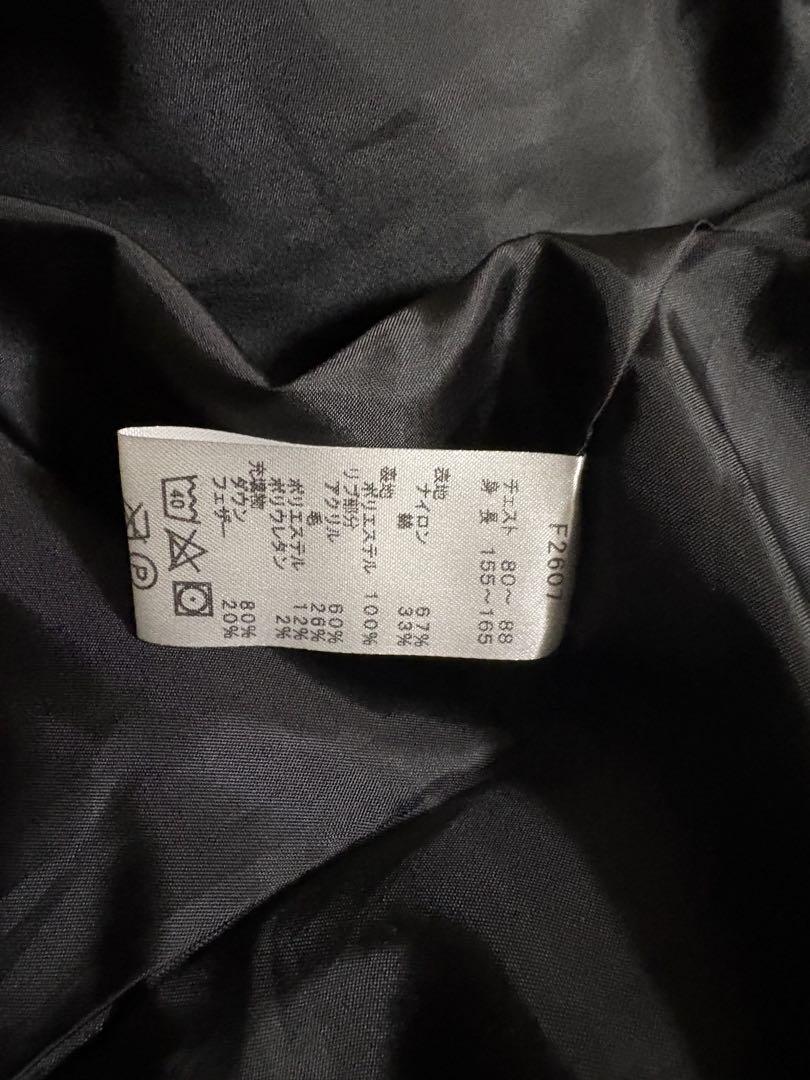 F2607
チェスト 80～ 88
身長 155～165
表地
ナイロン 67%
綿 33%
裏地
ポリエステル 100%
リブ部分
アクリル 60%
毛 26%
ポリエステル 12%
ポリウレタン 2%
充填物
ダウン 80%
フェザー 20%
40
P